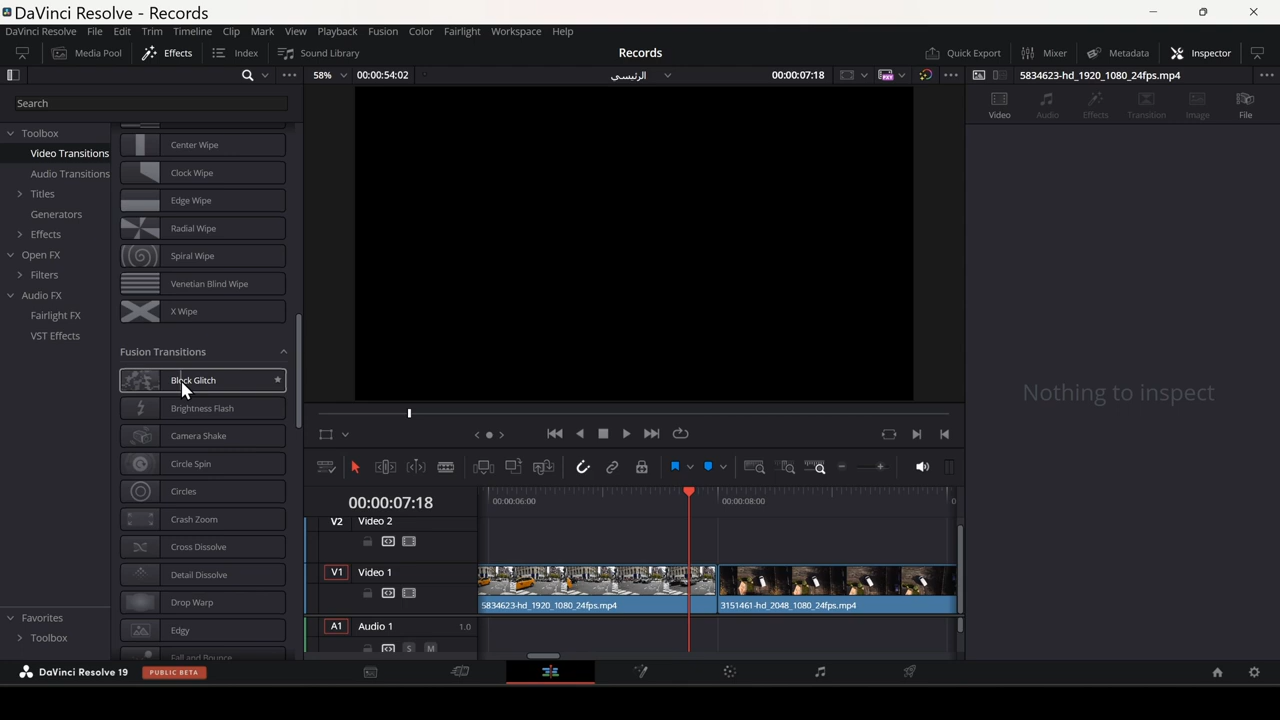 DaVinci Resolve - Records
DaVinci Resolve File Edit Trim Timeline Clip Mark View Playback Fusion Color Fairlight Workspace Help
Media Pool Effects Index Sound Library Records Quick Export Mixer Metadata Inspector
58% 00:00:54:02 الرئيسي 00:00:07:18 5834623-hd_1920_1080_24fps.mp4
Search
Video Audio Effects Transition Image File
Toolbox
Video Transitions
Audio Transitions
Titles
Generators
Effects
Open FX
Filters
Audio FX
Fairlight FX
VST Effects
Favorites
Toolbox
Center Wipe
Clock Wipe
Edge Wipe
Radial Wipe
Spiral Wipe
Venetian Blind Wipe
X Wipe
Fusion Transitions
Block Glitch
Brightness Flash
Camera Shake
Circle Spin
Circles
Crash Zoom
Cross Dissolve
Detail Dissolve
Drop Warp
Edgy
Fall and Bounce
Nothing to inspect
00:00:07:18
00:00:06:00 00:00:08:00 0
V2 Video 2
V1 Video 1
5834623-hd_1920_1080_24fps.mp4 3151461-hd_2048_1080_24fps.mp4
A1 Audio 1 1.0
S M
DaVinci Resolve 19 PUBLIC BETA